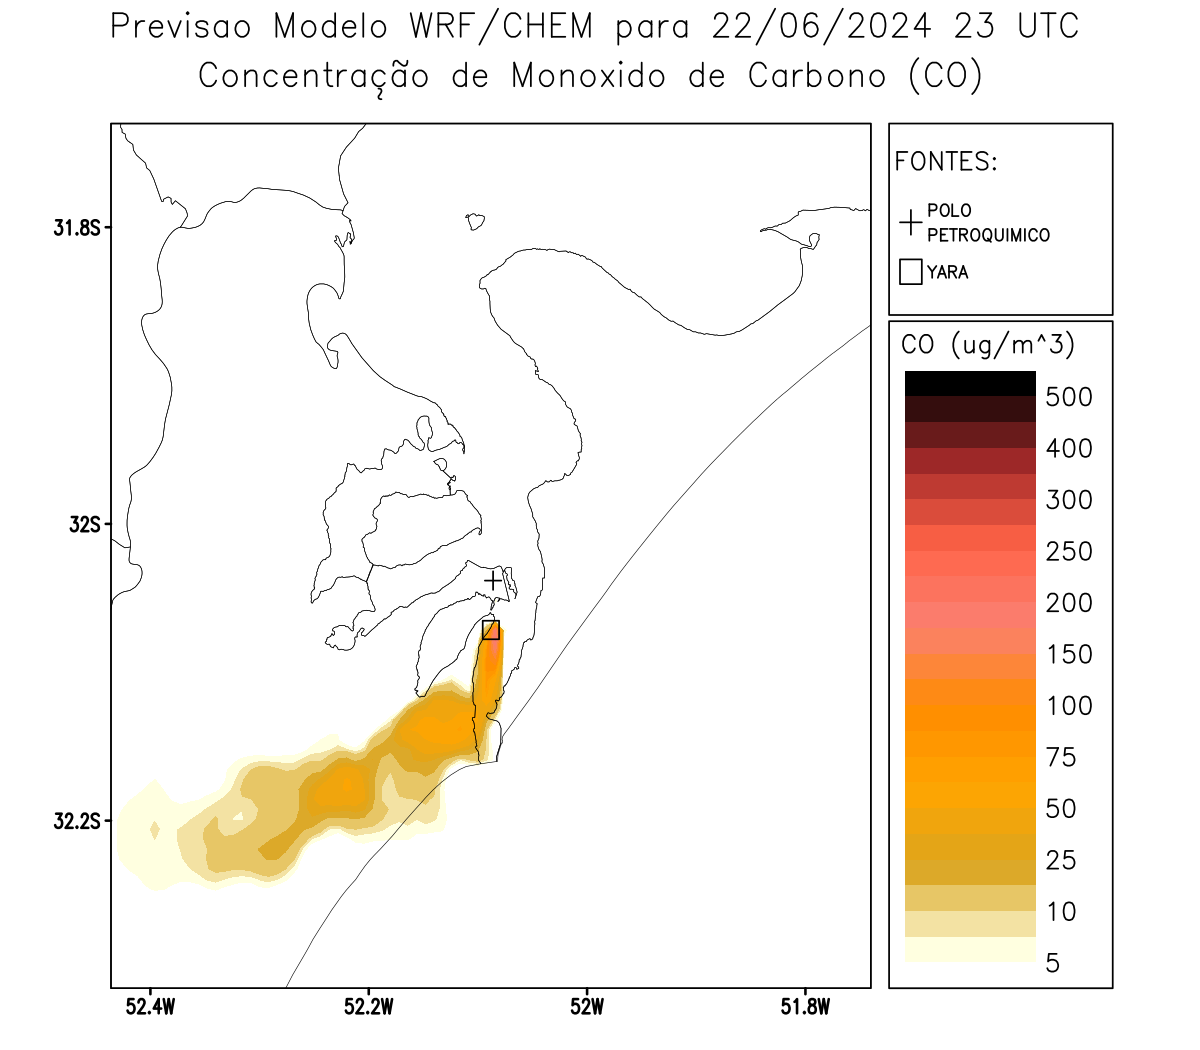 Previsao Modelo WRF/CHEM para 22/06/2024 23 UTC
Concentração de Monoxido de Carbono (CO)
FONTES:
POLO
PETROQUIMICO
YARA
CO (ug/m^3)
500
400
300
250
200
150
100
75
50
25
10
5
31.8S
32S
32.2S
52.4W
52.2W
52W
51.8W